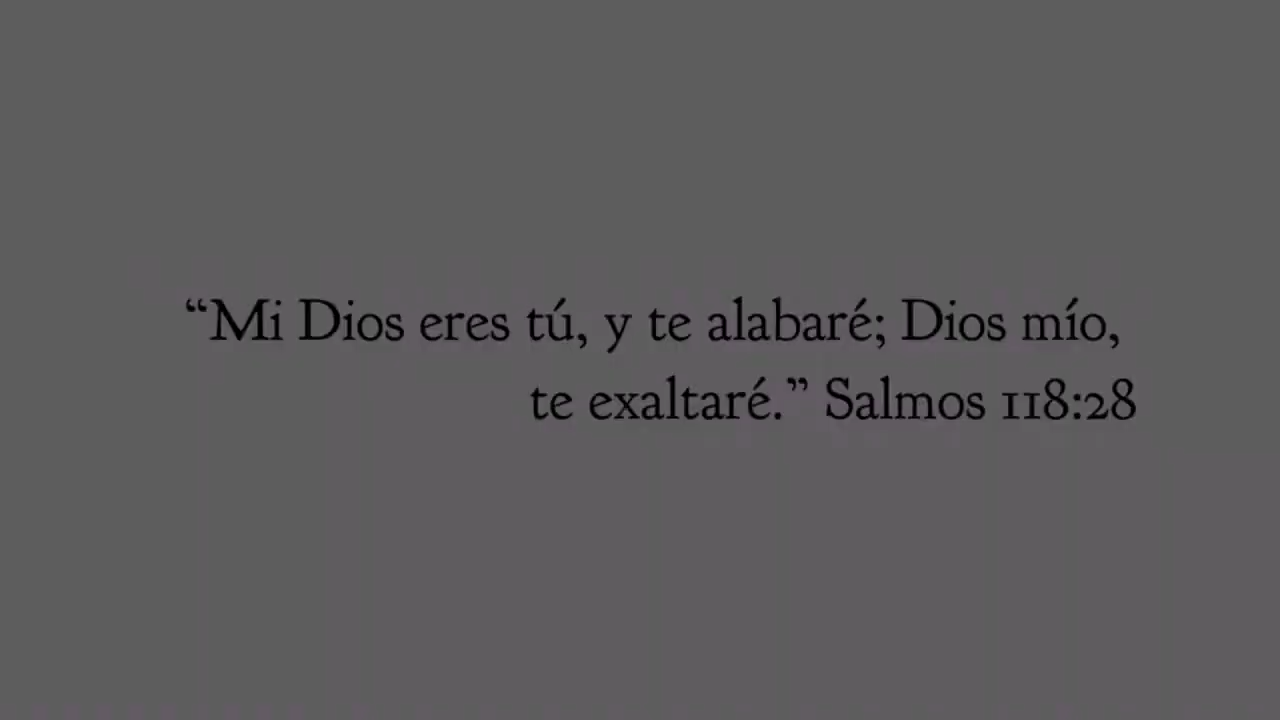 “Mi Dios eres tú, y te alabaré; Dios mío,
te exaltaré.” Salmos 118:28